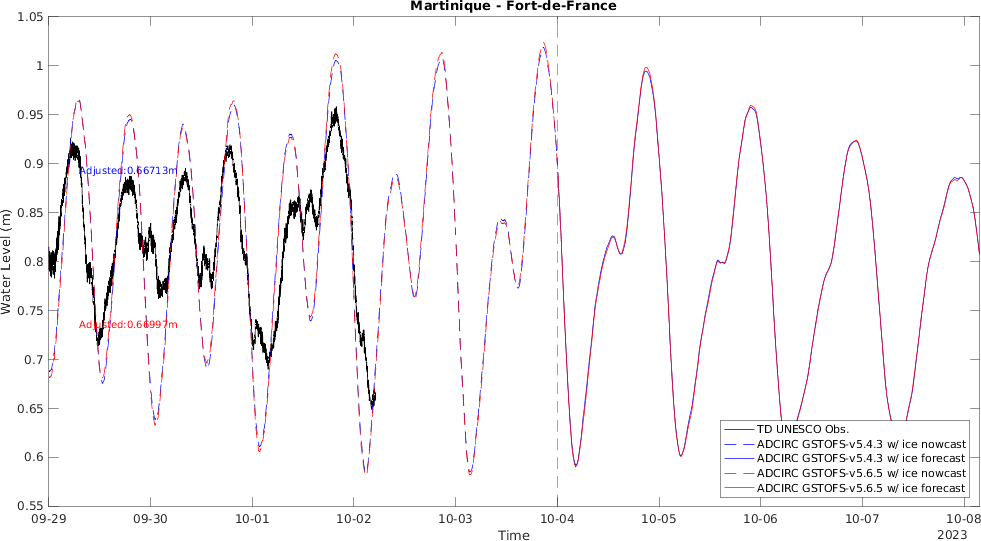 Martinique - Fort-de-France
Water Level (m)
1.05
1
0.95
0.9
0.85
0.8
0.75
0.7
0.65
0.6
0.55
Adjusted:0.66713m
Adjusted:0.66997m
TD UNESCO Obs.
ADCIRC GSTOFS-v5.4.3 w/ ice nowcast
ADCIRC GSTOFS-v5.4.3 w/ ice forecast
ADCIRC GSTOFS-v5.6.5 w/ ice nowcast
ADCIRC GSTOFS-v5.6.5 w/ ice forecast
09-29 09-30 10-01 10-02 10-03 10-04 10-05 10-06 10-07 10-08
2023
Time